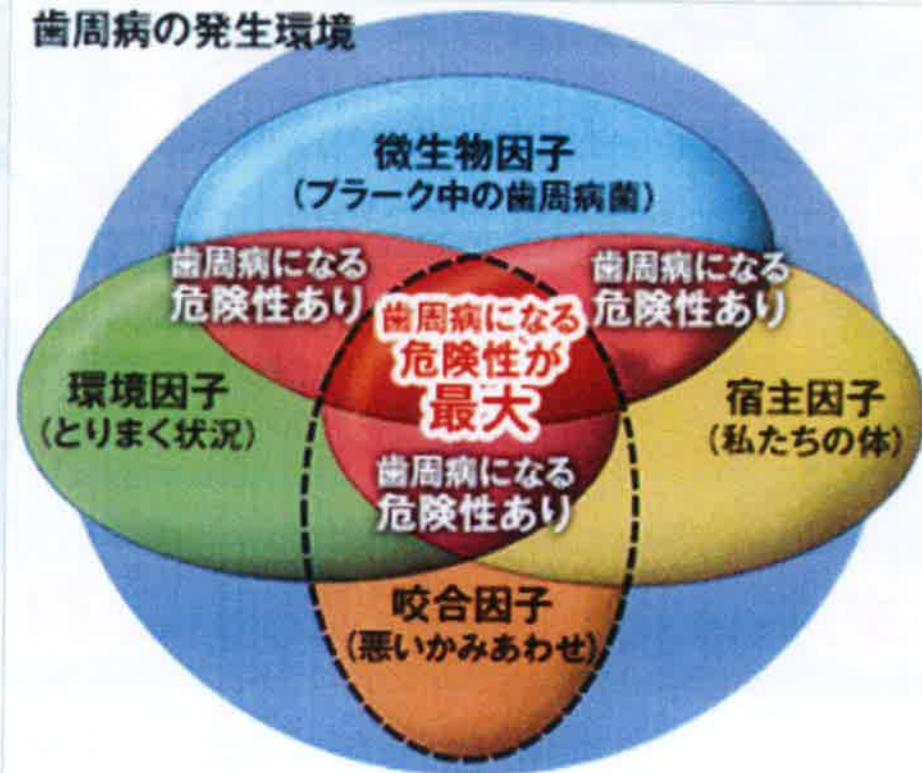 歯周病の発生環境
微生物因子
(プラーク中の歯周病菌)
歯周病になる
危険性あり
歯周病になる
危険性あり
歯周病になる
危険性が
最大
環境因子
(とりまく状況)
宿主因子
(私たちの体)
歯周病になる
危険性あり
咬合因子
(悪いかみあわせ)